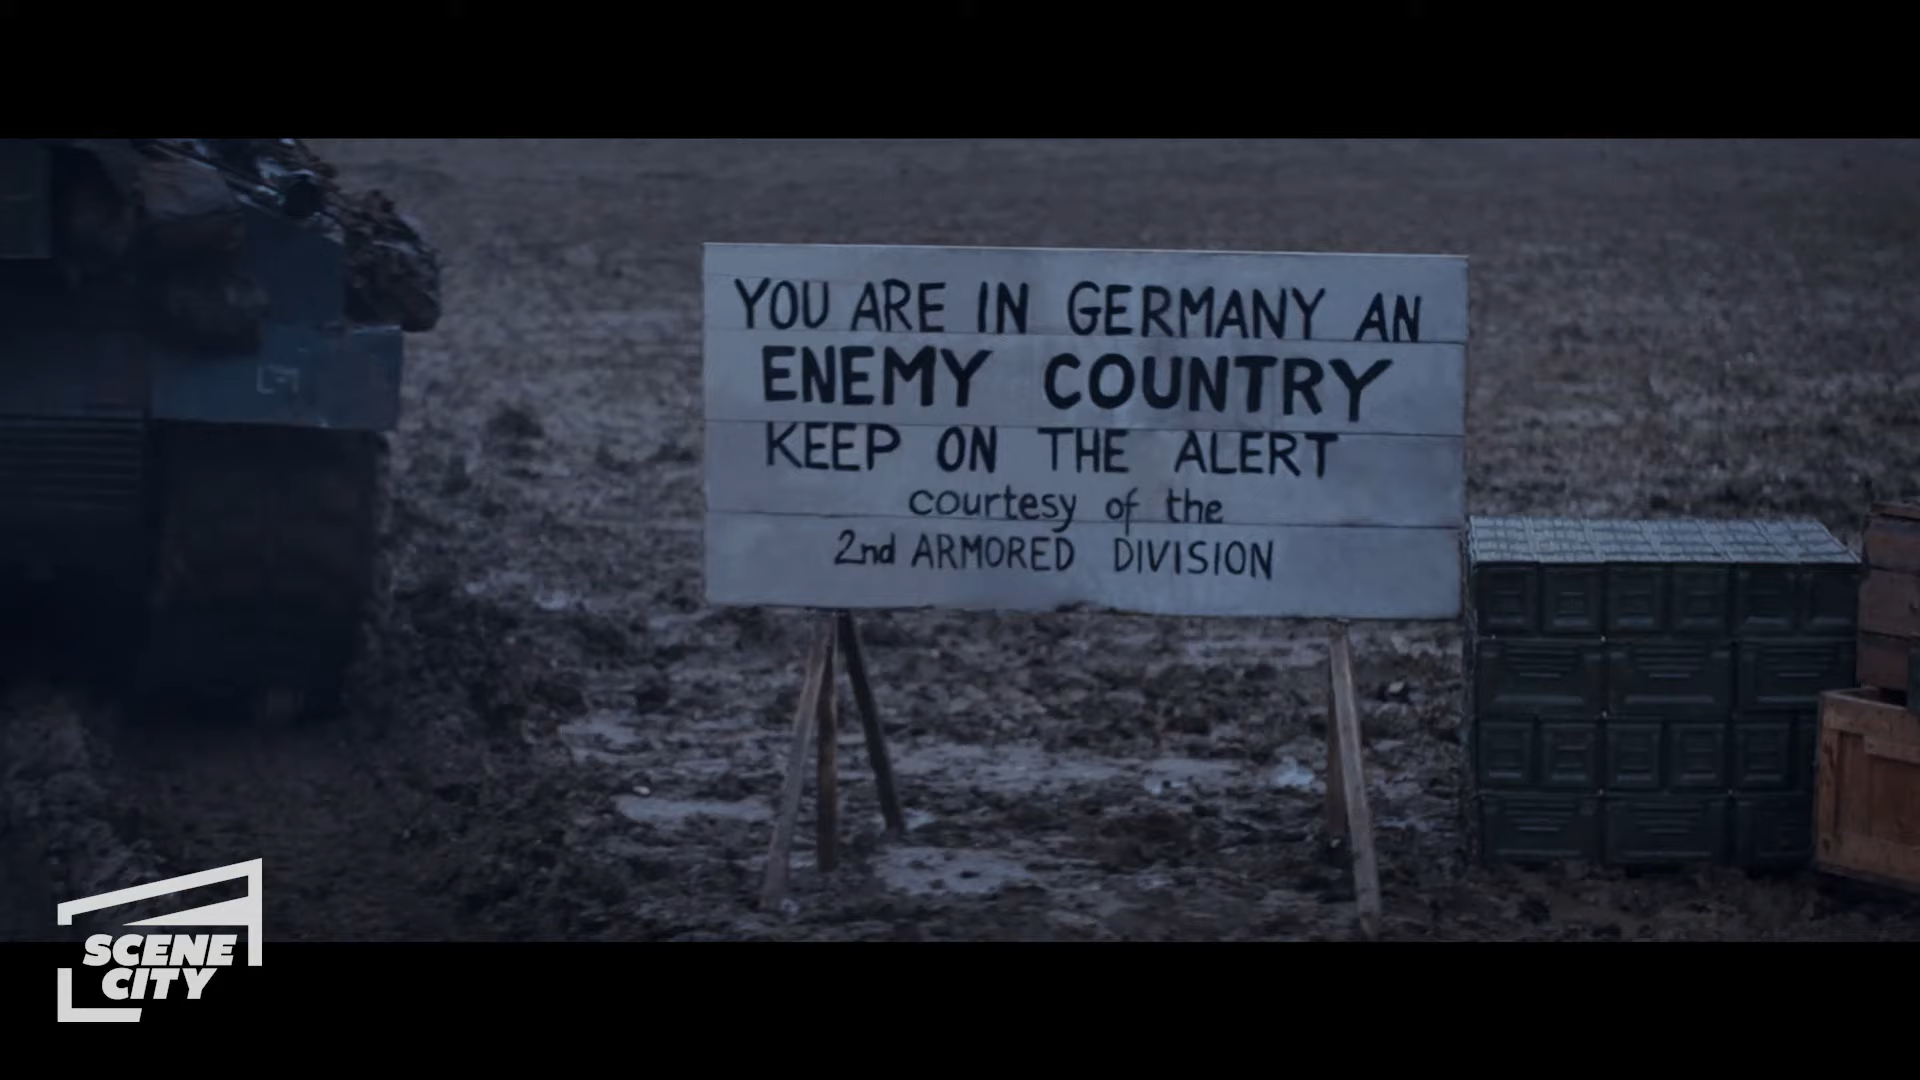 YOU ARE IN GERMANY AN
ENEMY COUNTRY
KEEP ON THE ALERT
courtesy of the
2nd ARMORED DIVISION
SCENE
CITY